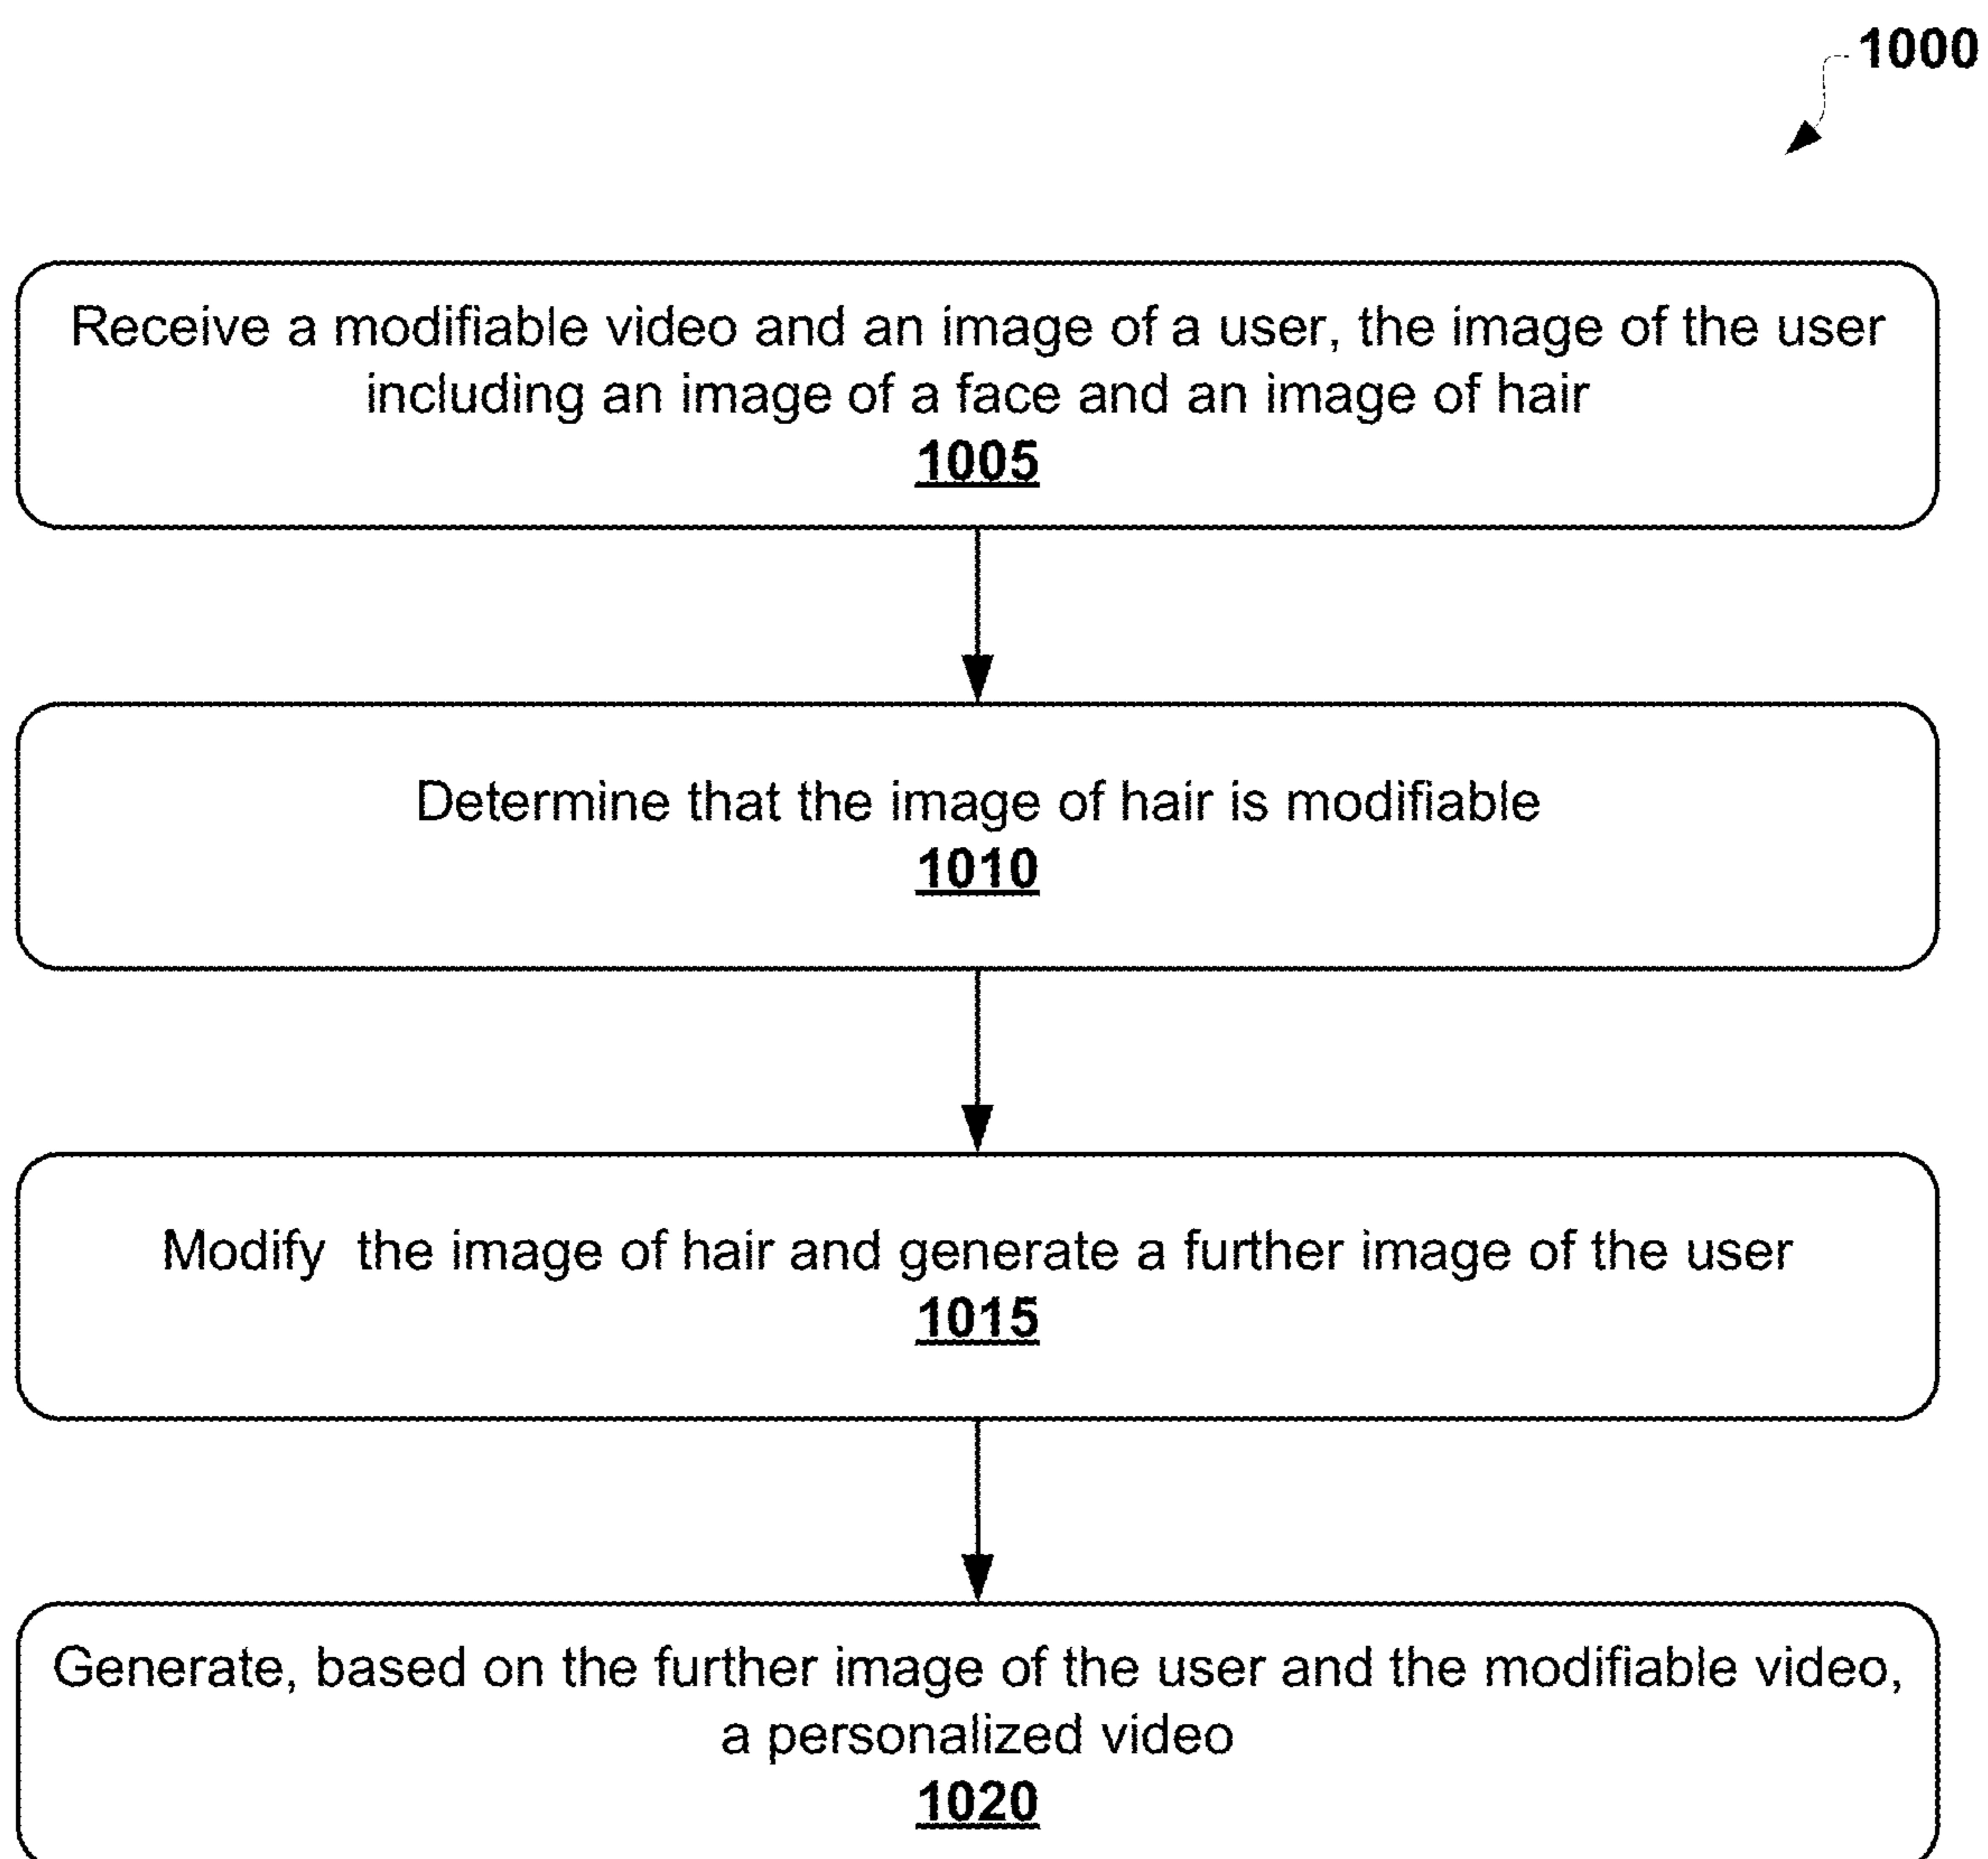 1000
Receive a modifiable video and an image of a user, the image of the user
including an image of a face and an image of hair
1005
Determine that the image of hair is modifiable
1010
Modify the image of hair and generate a further image of the user
1015
Generate, based on the further image of the user and the modifiable video,
a personalized video
1020